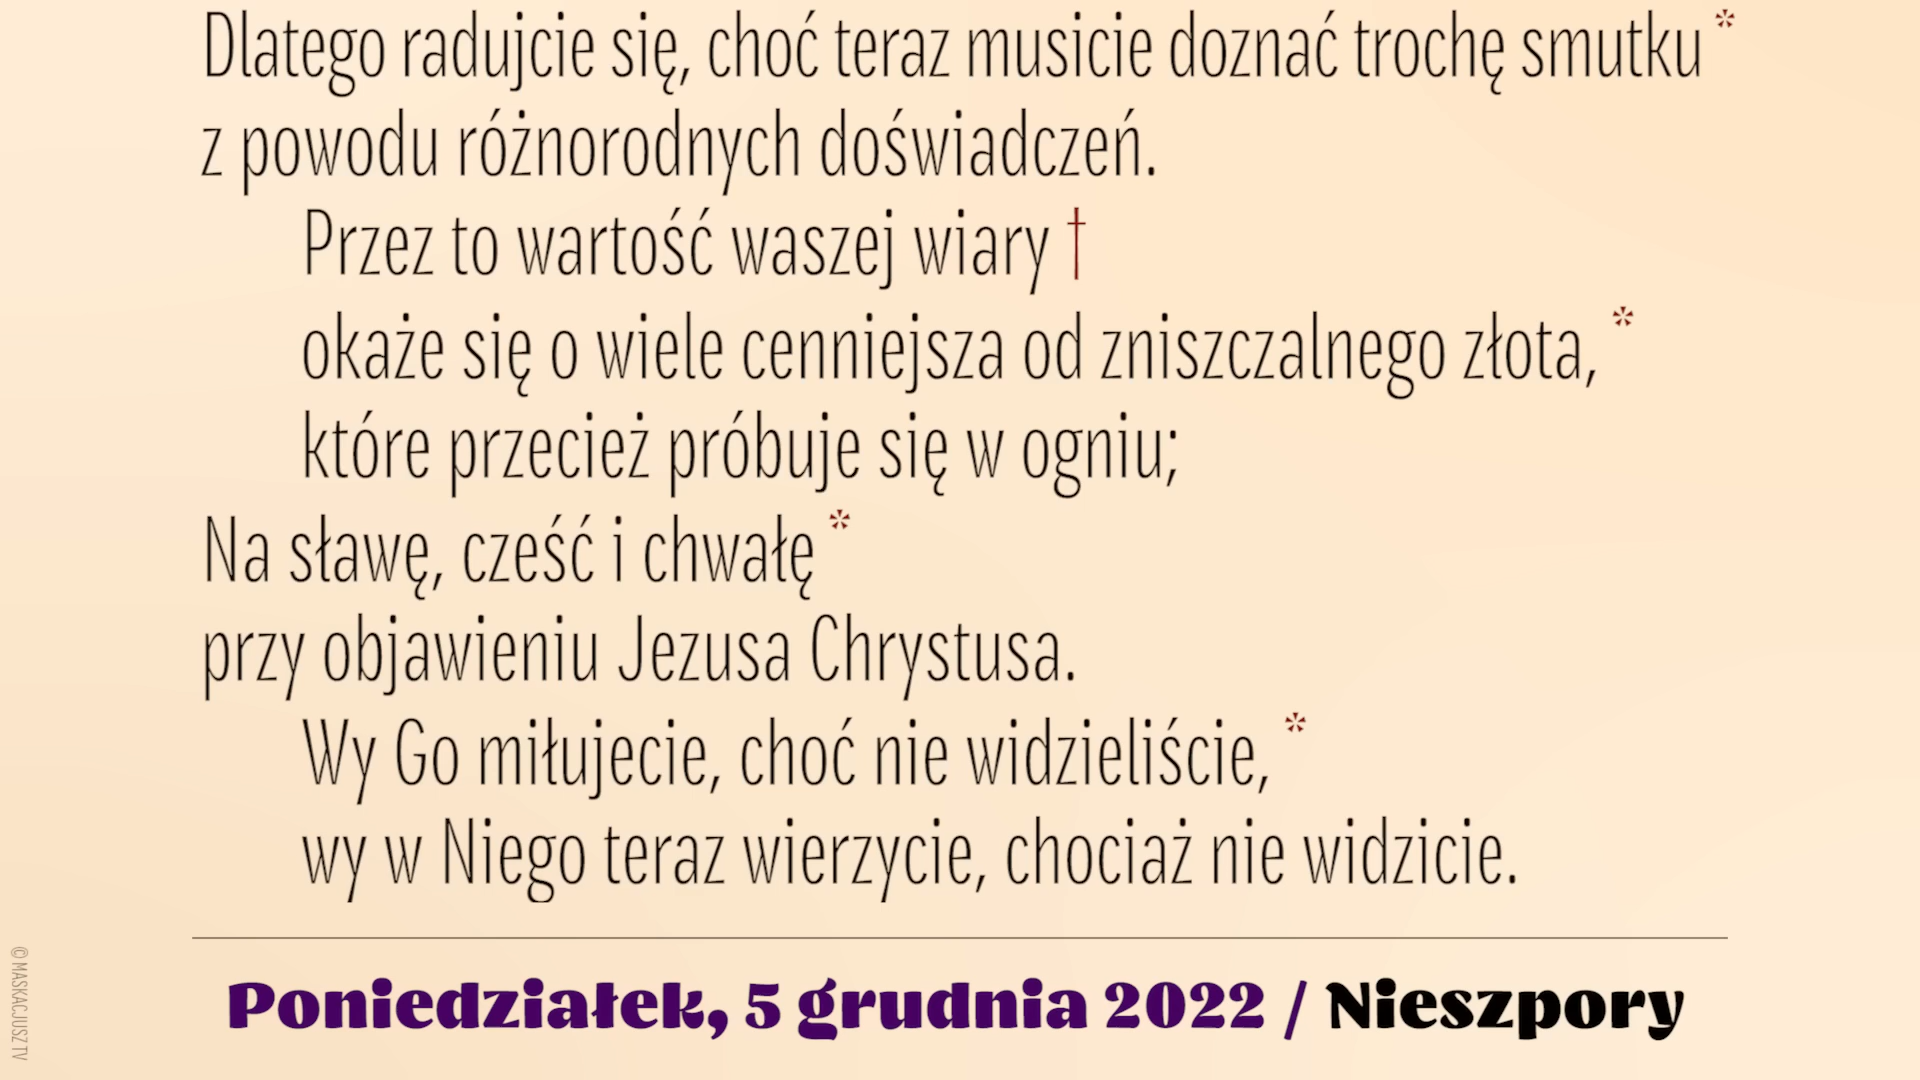 Dlatego radujcie się, choć teraz musicie doznać trochę smutku *
z powodu różnorodnych doświadczeń.
Przez to wartość waszej wiary †
okaże się o wiele cenniejsza od zniszczalnego złota, *
które przecież próbuje się w ogniu;
Na sławę, cześć i chwałę *
przy objawieniu Jezusa Chrystusa.
Wy Go miłujecie, choć nie widzieliście, *
wy w Niego teraz wierzycie, chociaż nie widzicie.
Poniedziałek, 5 grudnia 2022 / Nieszpory
© MASKACJUSZ TV